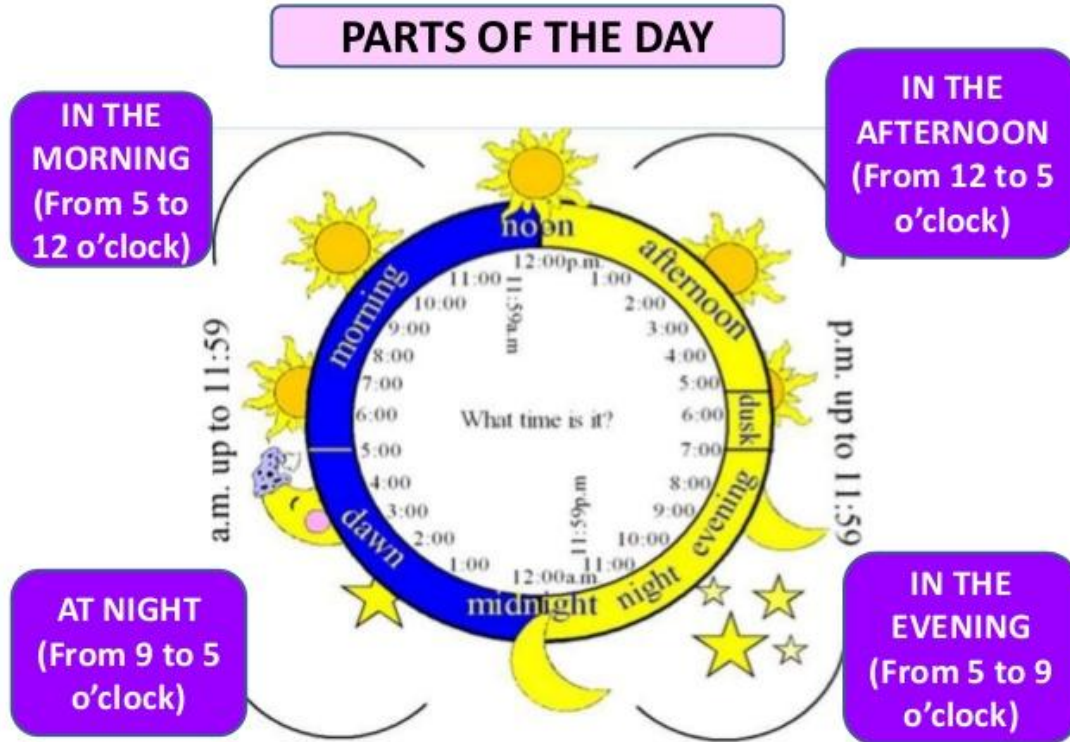 PARTS OF THE DAY
IN THE
MORNING
(From 5 to
12 o’clock)
IN THE
AFTERNOON
(From 12 to 5
o’clock)
noon
morning
afternoon
dusk
evening
night
midnight
dawn
12:00p.m.
1:00
2:00
3:00
4:00
5:00
6:00
7:00
8:00
9:00
10:00
11:00
11:59p.m
12:00a.m
1:00
2:00
3:00
4:00
5:00
6:00
7:00
8:00
9:00
10:00
11:00
11:59a.m
What time is it?
a.m. up to 11:59
p.m. up to 11:59
AT NIGHT
(From 9 to 5
o’clock)
IN THE
EVENING
(From 5 to 9
o’clock)